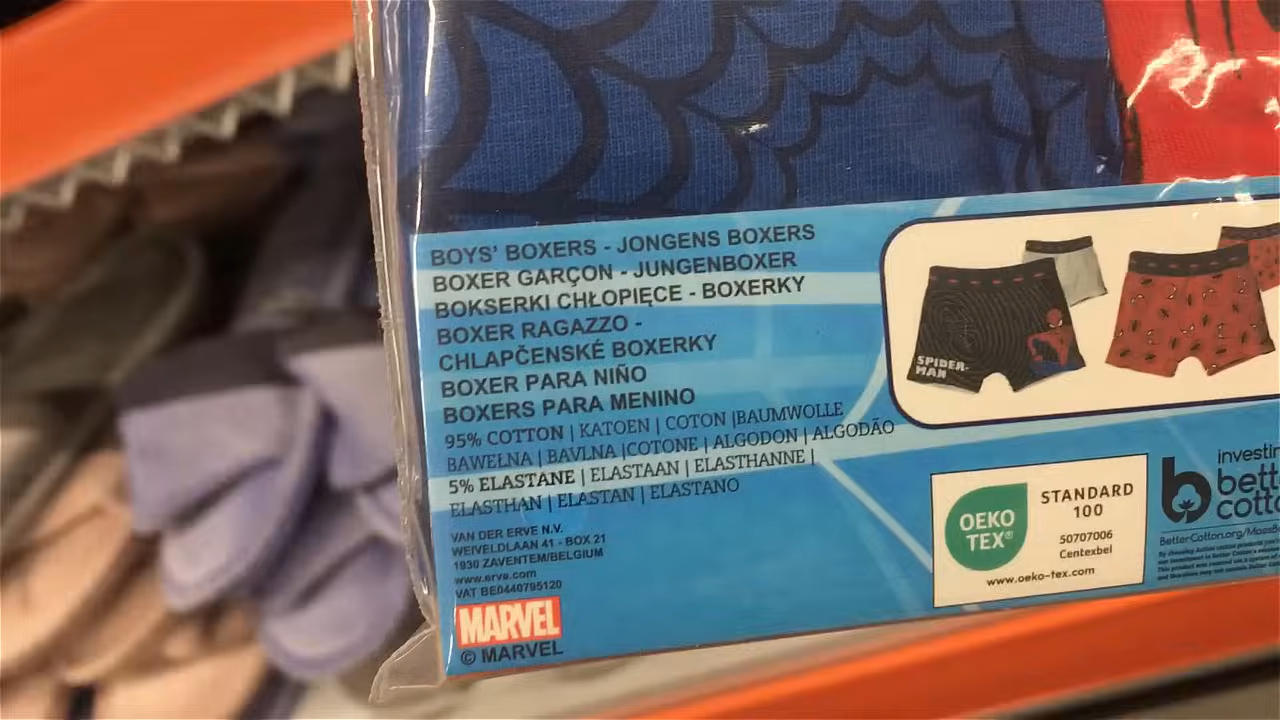 BOYS' BOXERS - JONGENS BOXERS
BOXER GARÇON - JUNGENBOXER
BOKSERKI CHŁOPIĘCE - BOXERKY
BOXER RAGAZZO -
CHLAPČENSKÉ BOXERKY
BOXER PARA NIÑO
BOXERS PARA MENINO
95% COTTON | KATOEN | COTON |BAUMWOLLE
BAWEŁNA | BAVLNA |COTONE | ALGODON | ALGODÃO
5% ELASTANE | ELASTAAN | ELASTHANNE |
ELASTHAN | ELASTAN | ELASTANO
VAN DER ERVE N.V.
WEIVELDLAAN 41 - BOX 21
1930 ZAVENTEM/BELGIUM
www.erve.com
VAT BE0440795120
MARVEL
© MARVEL
SPIDER-
MAN
OEKO
TEX®
STANDARD
100
50707006
Centexbel
www.oeko-tex.com
investin
bett
cotto
BetterCotton.org/MassB